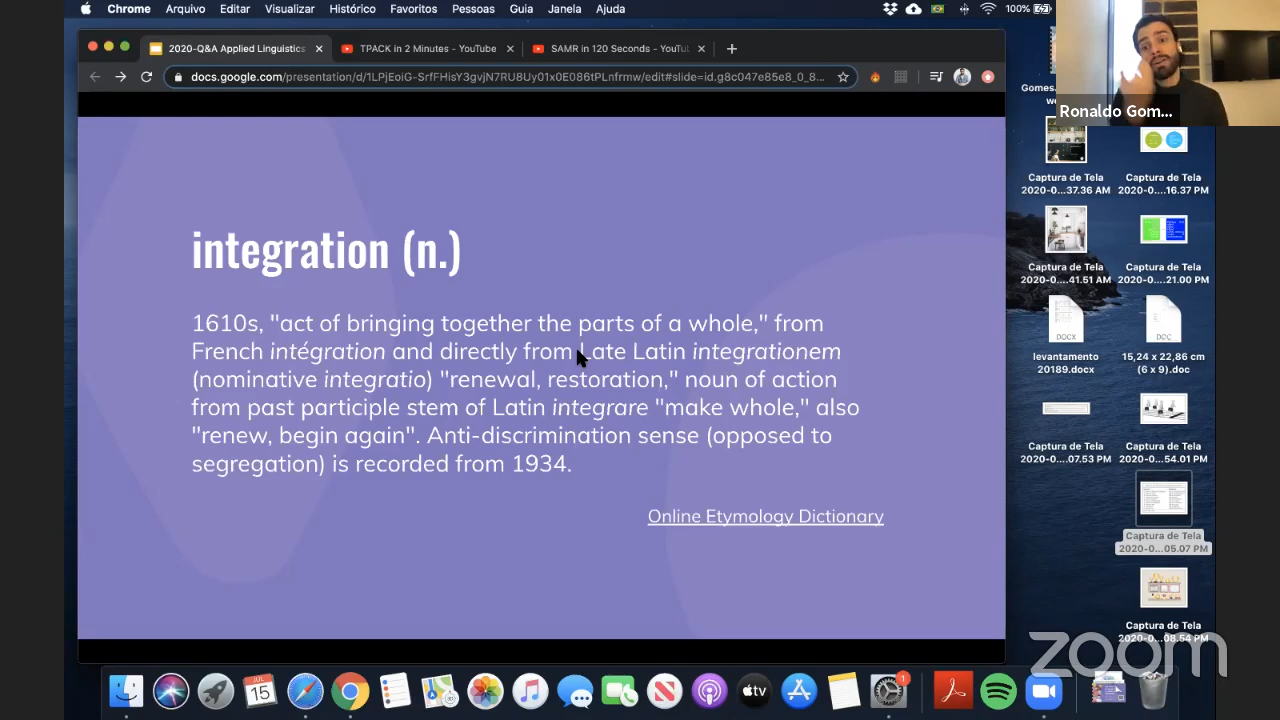 Chrome Arquivo Editar Visualizar Histórico Favoritos Pessoas Guia Janela Ajuda 100%
2020-Q&A Applied Linguistics TPACK in 2 Minutes - YouTube SAMR in 120 Seconds - YouTu
docs.google.com/presentation/d/1LPjEoiG-SrfFHlsY3gvjN7RU8Uy01x0E086tPLnfrmw/edit#slide=id.g8c047e85e8_0_8...
Gomes
Ronaldo Gom...
integration (n.)
1610s, "act of bringing together the parts of a whole," from
French intégration and directly from Late Latin integrationem
(nominative integratio) "renewal, restoration," noun of action
from past participle stem of Latin integrare "make whole," also
"renew, begin again". Anti-discrimination sense (opposed to
segregation) is recorded from 1934.
Online Etymology Dictionary
Captura de Tela
2020-0...37.36 AM
Captura de Tela
2020-0....16.37 PM
Captura de Tela
2020-0....41.51 AM
Captura de Tela
2020-0....21.00 PM
DOCX
levantamento
20189.docx
DOC
15,24 x 22,86 cm
(6 x 9).doc
Captura de Tela
2020-0....07.53 PM
Captura de Tela
2020-0...54.01 PM
Captura de Tela
2020-0...05.07 PM
Captura de Tela
2020-0...08.54 PM
zoom
JUL
15
tv
1